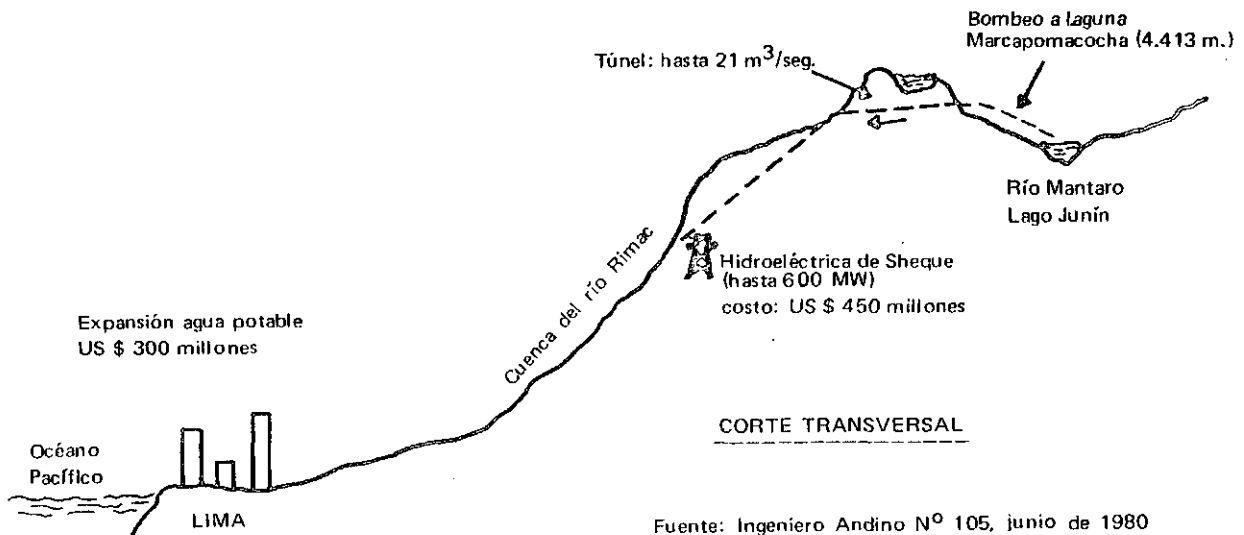 Bombeo a laguna
Marcapomacocha (4.413 m.)
Túnel: hasta 21 m³/seg.
Río Mantaro
Lago Junín
Hidroeléctrica de Sheque
(hasta 600 MW)
costo: US $ 450 millones
Cuenca del río Rimac
Expansión agua potable
US $ 300 millones
CORTE TRANSVERSAL
Océano
Pacífico
LIMA
Fuente: Ingeniero Andino Nº 105, junio de 1980